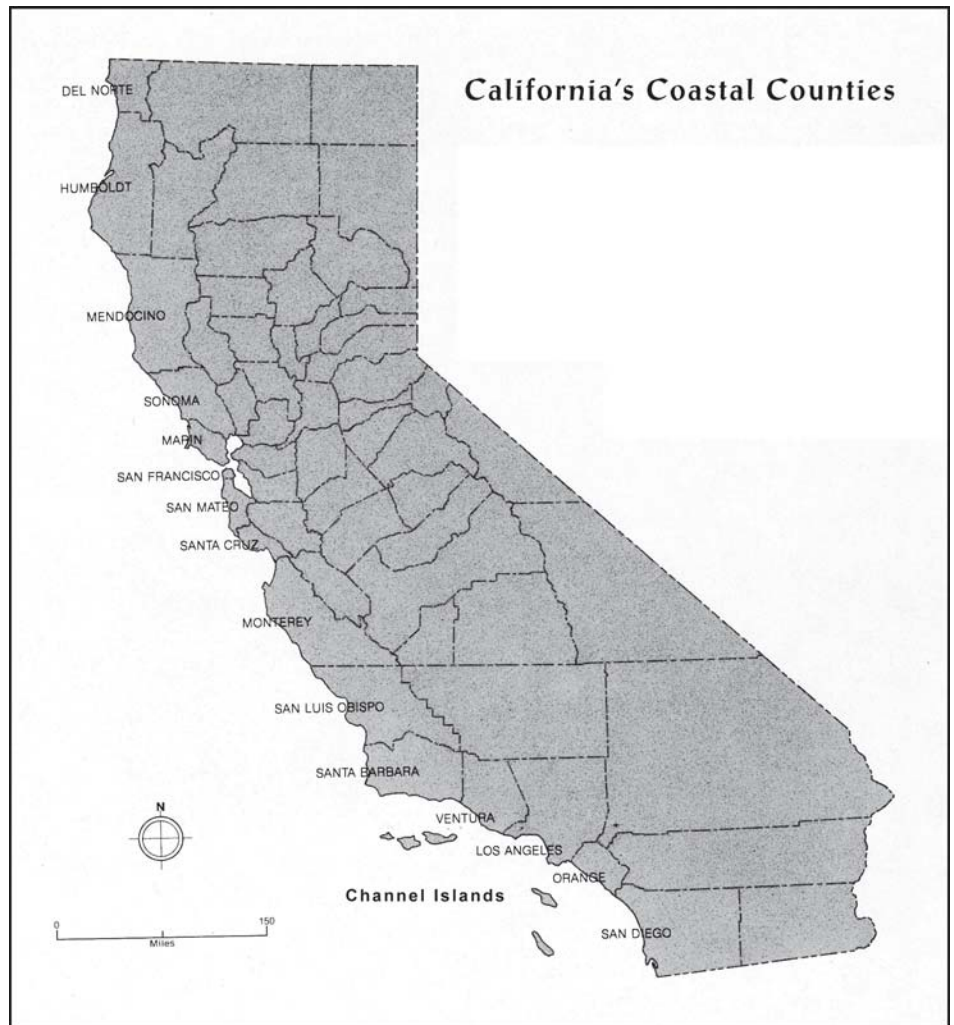 California's Coastal Counties
DEL NORTE
HUMBOLDT
MENDOCINO
SONOMA
MARIN
SAN FRANCISCO
SAN MATEO
SANTA CRUZ
MONTEREY
SAN LUIS OBISPO
SANTA BARBARA
VENTURA
LOS ANGELES
ORANGE
SAN DIEGO
Channel Islands
N
0 150
Miles